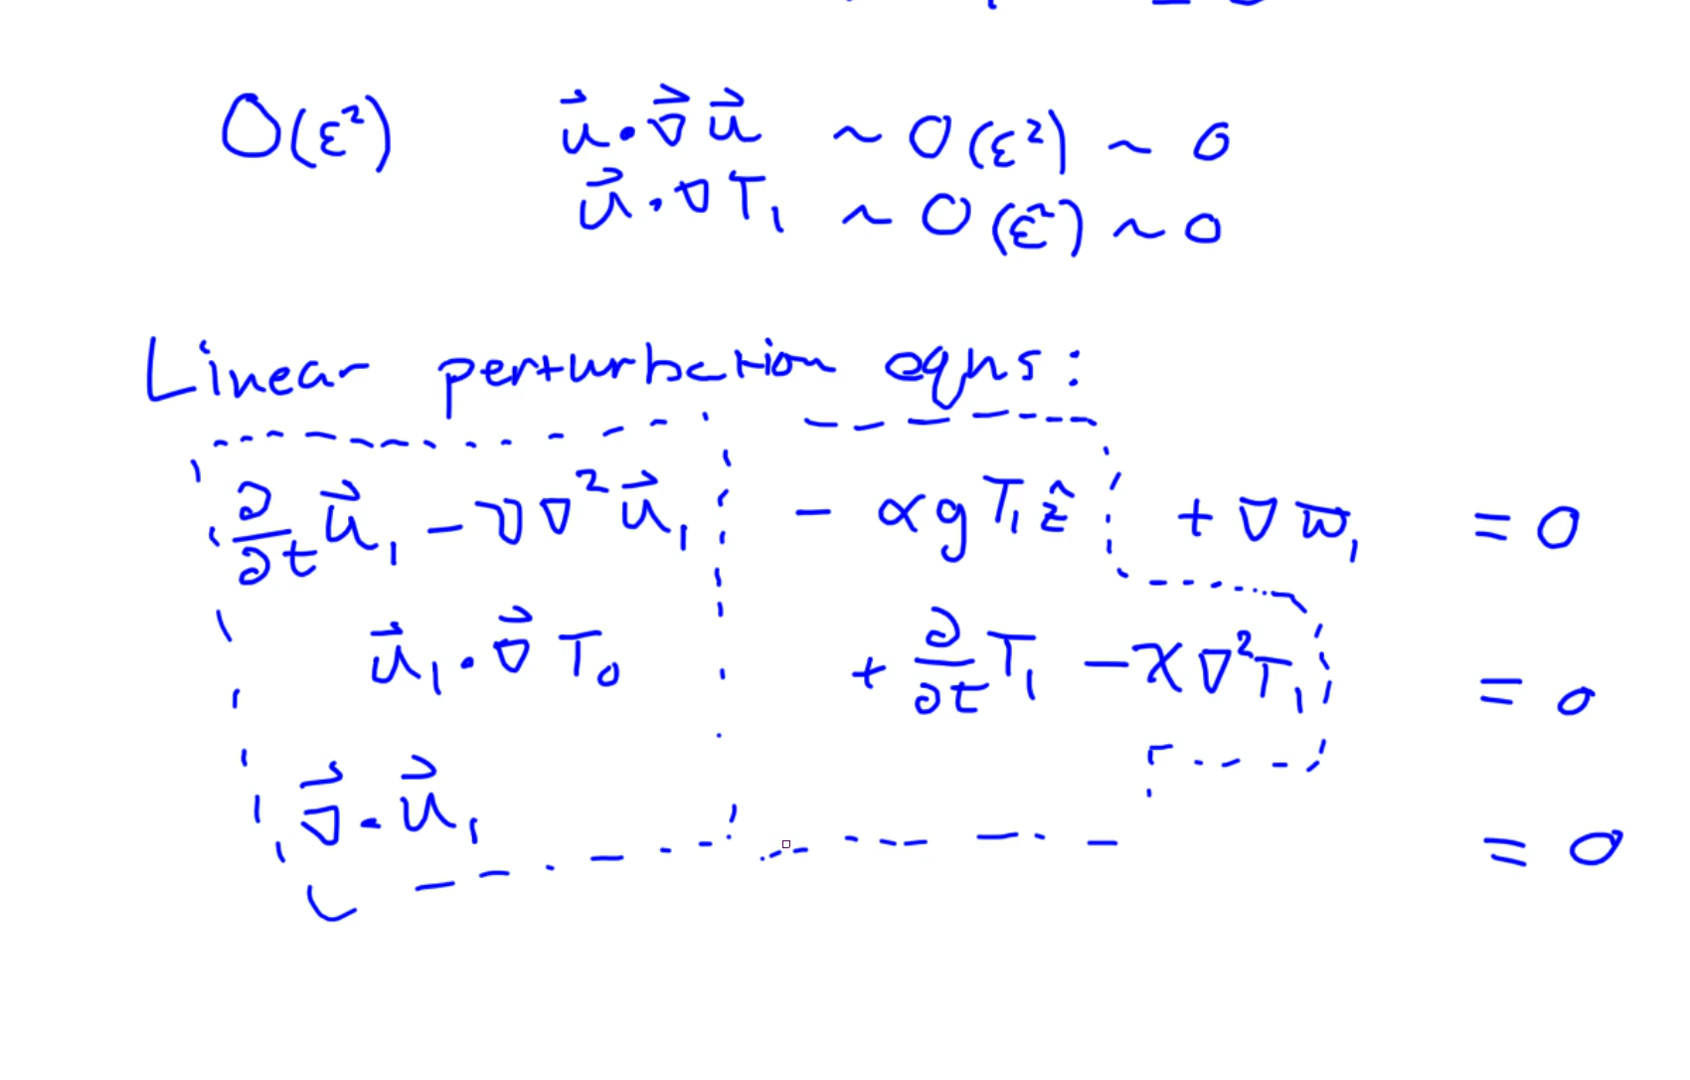 O(ε²) u⃗·∇⃗u⃗ ~ O(ε²) ~ 0
u⃗·∇T₁ ~ O(ε²) ~ 0
Linear perturbation eqns:
∂/∂t u⃗₁ - ν∇²u⃗₁ - αgT₁ẑ + ∇ϖ₁ = 0
u⃗₁·∇⃗T₀ + ∂/∂t T₁ - χ∇²T₁ = 0
∇⃗·u⃗₁ = 0